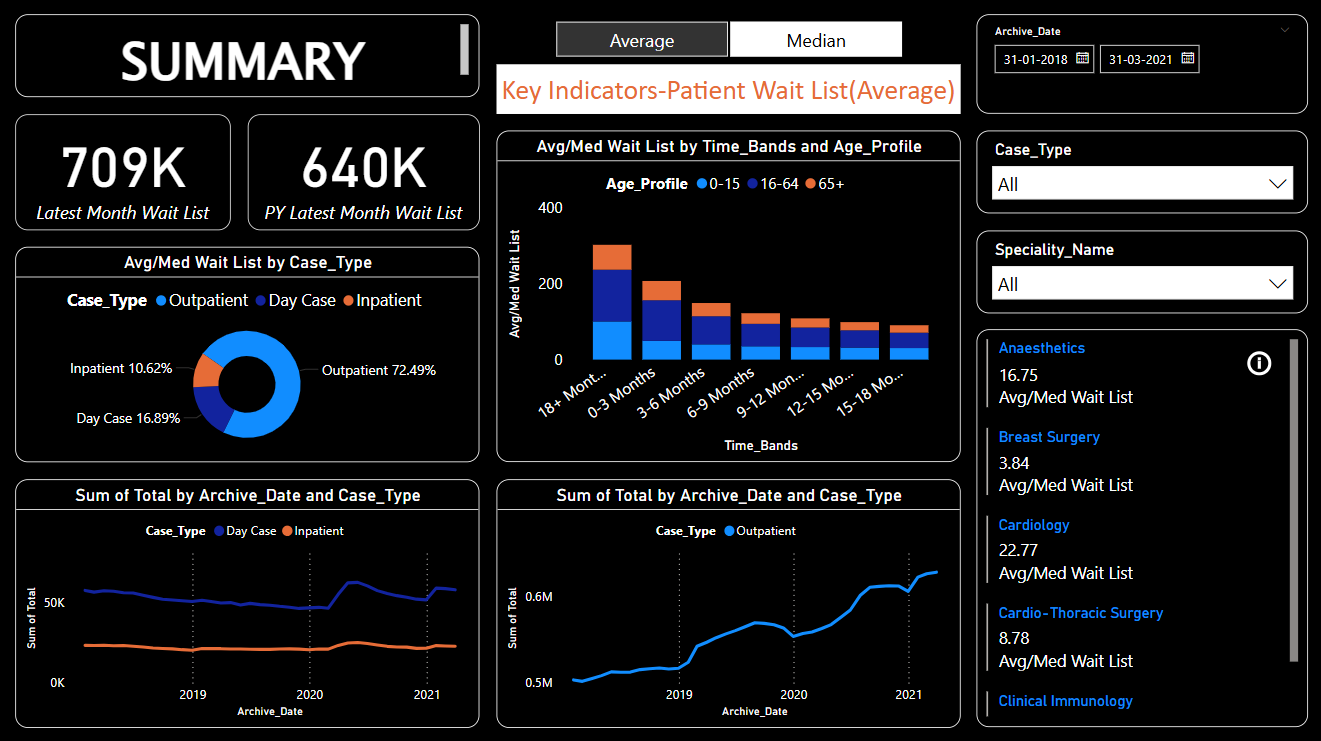 SUMMARY
709K
Latest Month Wait List
640K
PY Latest Month Wait List
Avg/Med Wait List by Case_Type
Case_Type Outpatient Day Case Inpatient
Inpatient 10.62%
Outpatient 72.49%
Day Case 16.89%
Sum of Total by Archive_Date and Case_Type
Case_Type Day Case Inpatient
Sum of Total
50K
0K
2019 2020 2021
Archive_Date
Average Median
Key Indicators-Patient Wait List(Average)
Avg/Med Wait List by Time_Bands and Age_Profile
Age_Profile 0-15 16-64 65+
Avg/Med Wait List
400
200
0
18+ Mont... 0-3 Months 3-6 Months 6-9 Months 9-12 Mon... 12-15 Mo... 15-18 Mo...
Time_Bands
Sum of Total by Archive_Date and Case_Type
Case_Type Outpatient
Sum of Total
0.6M
0.5M
2019 2020 2021
Archive_Date
Archive_Date
31-01-2018 31-03-2021
Case_Type
All
Speciality_Name
All
Anaesthetics
16.75
Avg/Med Wait List
Breast Surgery
3.84
Avg/Med Wait List
Cardiology
22.77
Avg/Med Wait List
Cardio-Thoracic Surgery
8.78
Avg/Med Wait List
Clinical Immunology